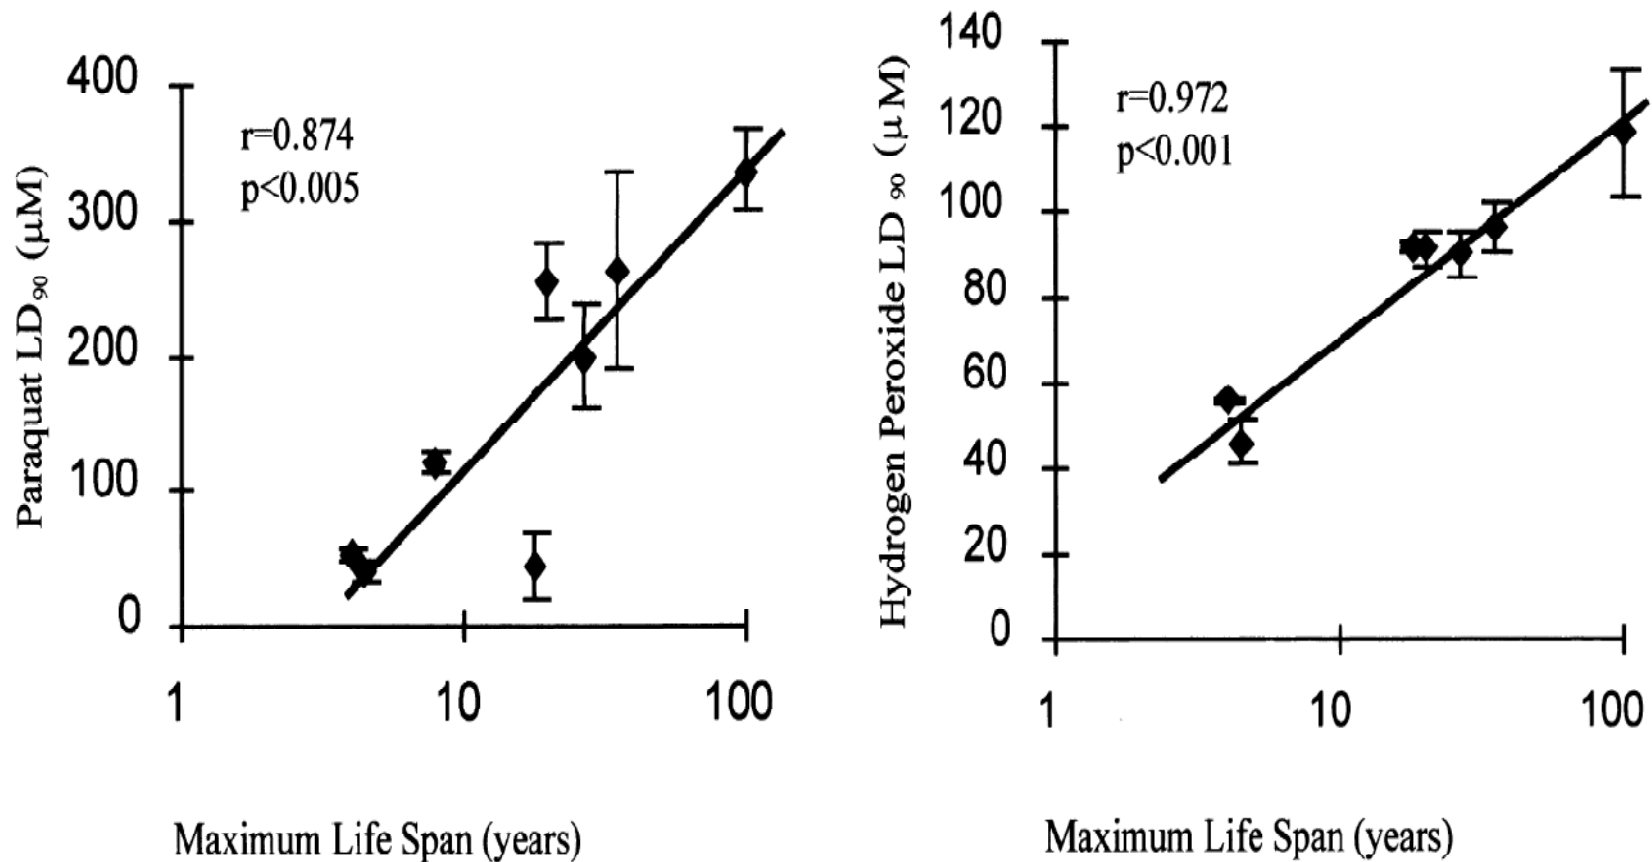 Paraquat LD90 (μM)
400
300
200
100
0
r=0.874
p<0.005
1 10 100
Maximum Life Span (years)
Hydrogen Peroxide LD 90 (μM)
140
120
100
80
60
40
20
0
r=0.972
p<0.001
1 10 100
Maximum Life Span (years)